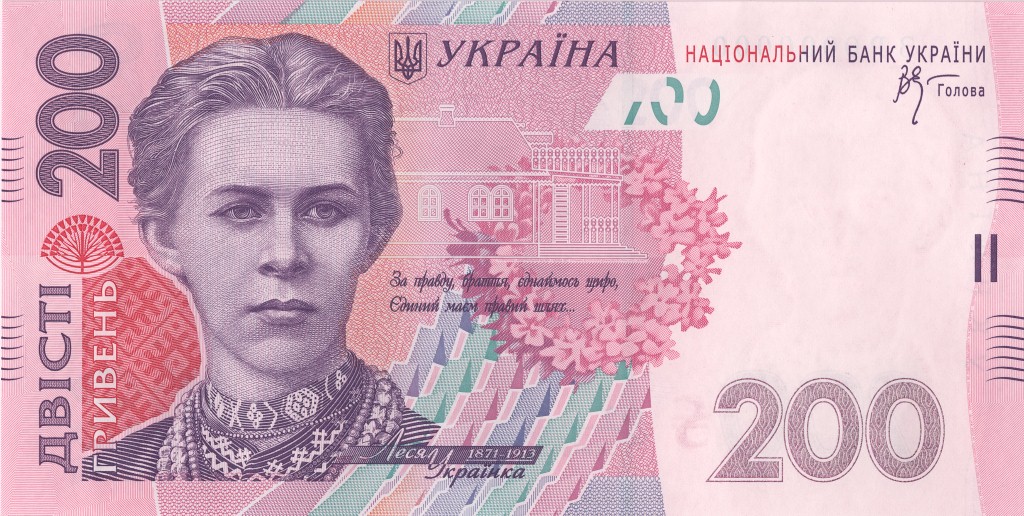 200
ДВІСТІ
ГРИВЕНЬ
УКРАЇНА
НАЦІОНАЛЬНИЙ БАНК УКРАЇНИ
Голова
200
За правду, браття, єднаймось щиро,
Єдиний маєм правий шлях...
II
Леся 1871-1913
Українка
200